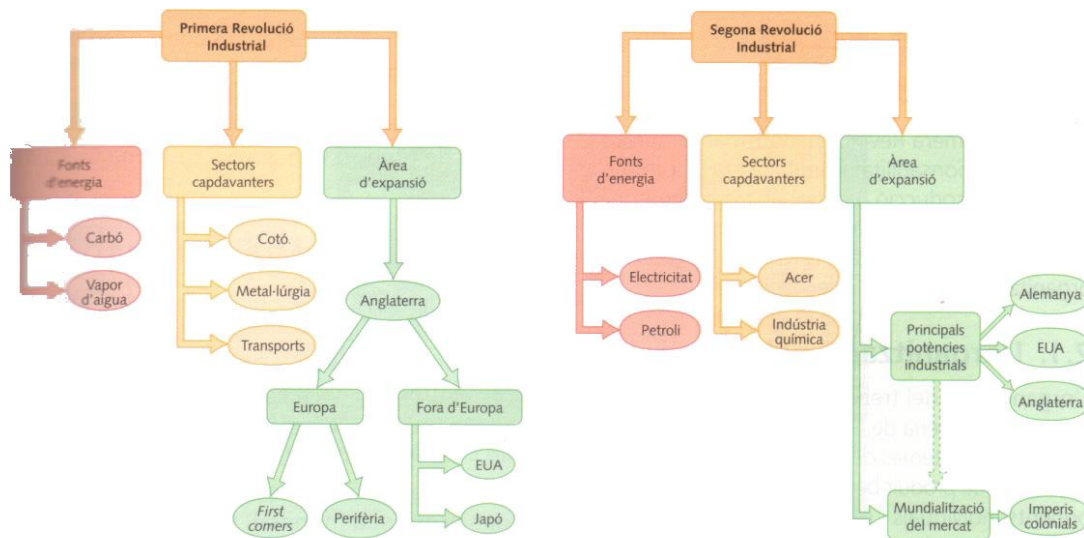 Primera Revolució
Industrial
Fonts
d'energia
Carbó
Vapor
d'aigua
Sectors
capdavanters
Cotó
Metal·lúrgia
Transports
Àrea
d'expansió
Anglaterra
Europa
First
comers
Perifèria
Fora d'Europa
EUA
Japó
Segona Revolució
Industrial
Fonts
d'energia
Electricitat
Petroli
Sectors
capdavanters
Acer
Indústria
química
Àrea
d'expansió
Principals
potències
industrials
Alemanya
EUA
Anglaterra
Mundialització
del mercat
Imperis
colonials